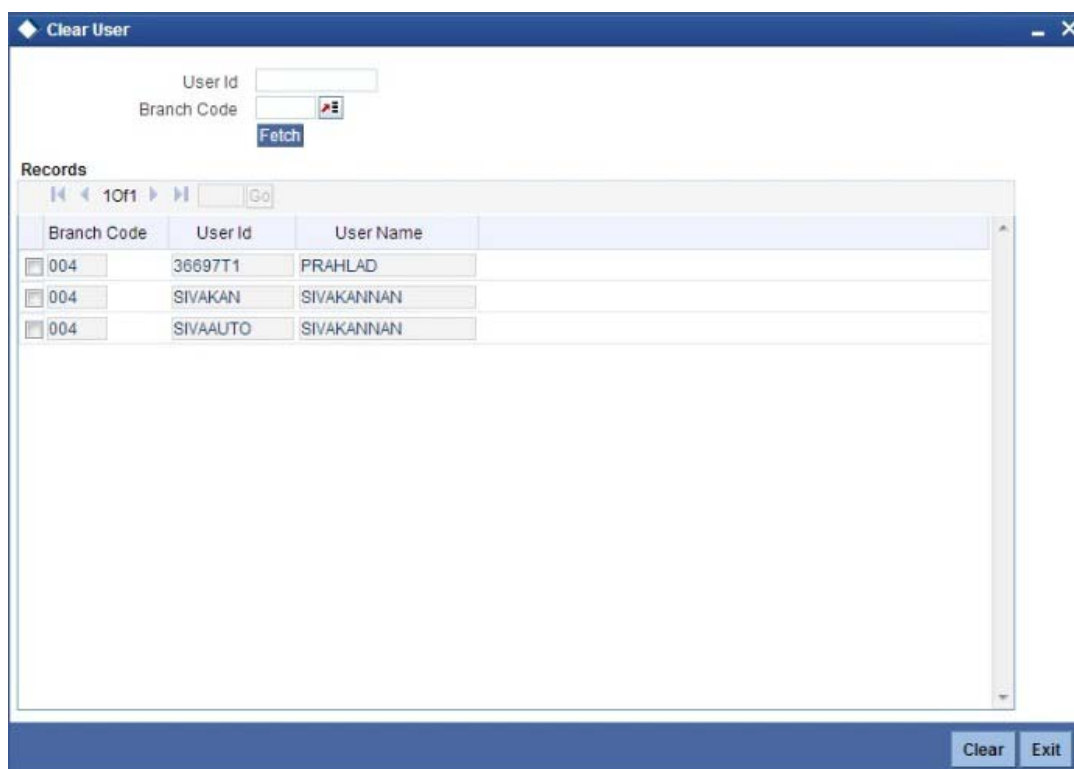 Clear User
User Id
Branch Code
Fetch
Records
1Of1 Go
Branch Code User Id User Name
004 36697T1 PRAHLAD
004 SIVAKAN SIVAKANNAN
004 SIVAAUTO SIVAKANNAN
Clear Exit